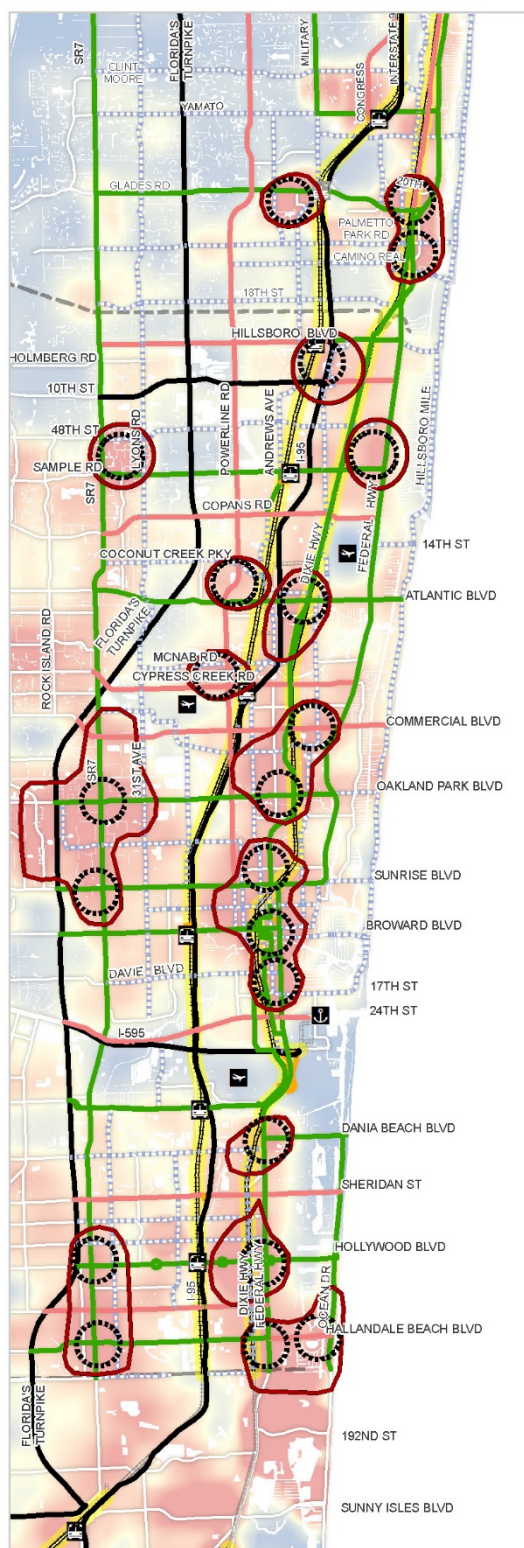 SR7
FLORIDA'S
TURNPIKE
MILITARY
CONGRESS
CLINT
MOORE
YAMATO
GLADES RD
20TH
PALMETTO
PARK RD
CAMINO REAL
18TH ST
HILLSBORO BLVD
HOLMBERG RD
10TH ST
48TH ST
LYONS RD
POWERLINE RD
ANDREWS AVE
I-95
HILLSBORO MILE
SAMPLE RD
SR7
COPANS RD
DIXIE HWY
FEDERAL HWY
14TH ST
COCONUT CREEK PKY
ATLANTIC BLVD
ROCK ISLAND RD
FLORIDA'S
TURNPIKE
MCNAB RD
CYPRESS CREEK RD
COMMERCIAL BLVD
SR7
31ST AVE
OAKLAND PARK BLVD
SUNRISE BLVD
BROWARD BLVD
DAVIE BLVD
17TH ST
24TH ST
I-595
DANIA BEACH BLVD
SHERIDAN ST
HOLLYWOOD BLVD
I-95
DIXIE HWY
FEDERAL HWY
OCEAN DR
HALLANDALE BEACH BLVD
FLORIDA'S
TURNPIKE
192ND ST
SUNNY ISLES BLVD